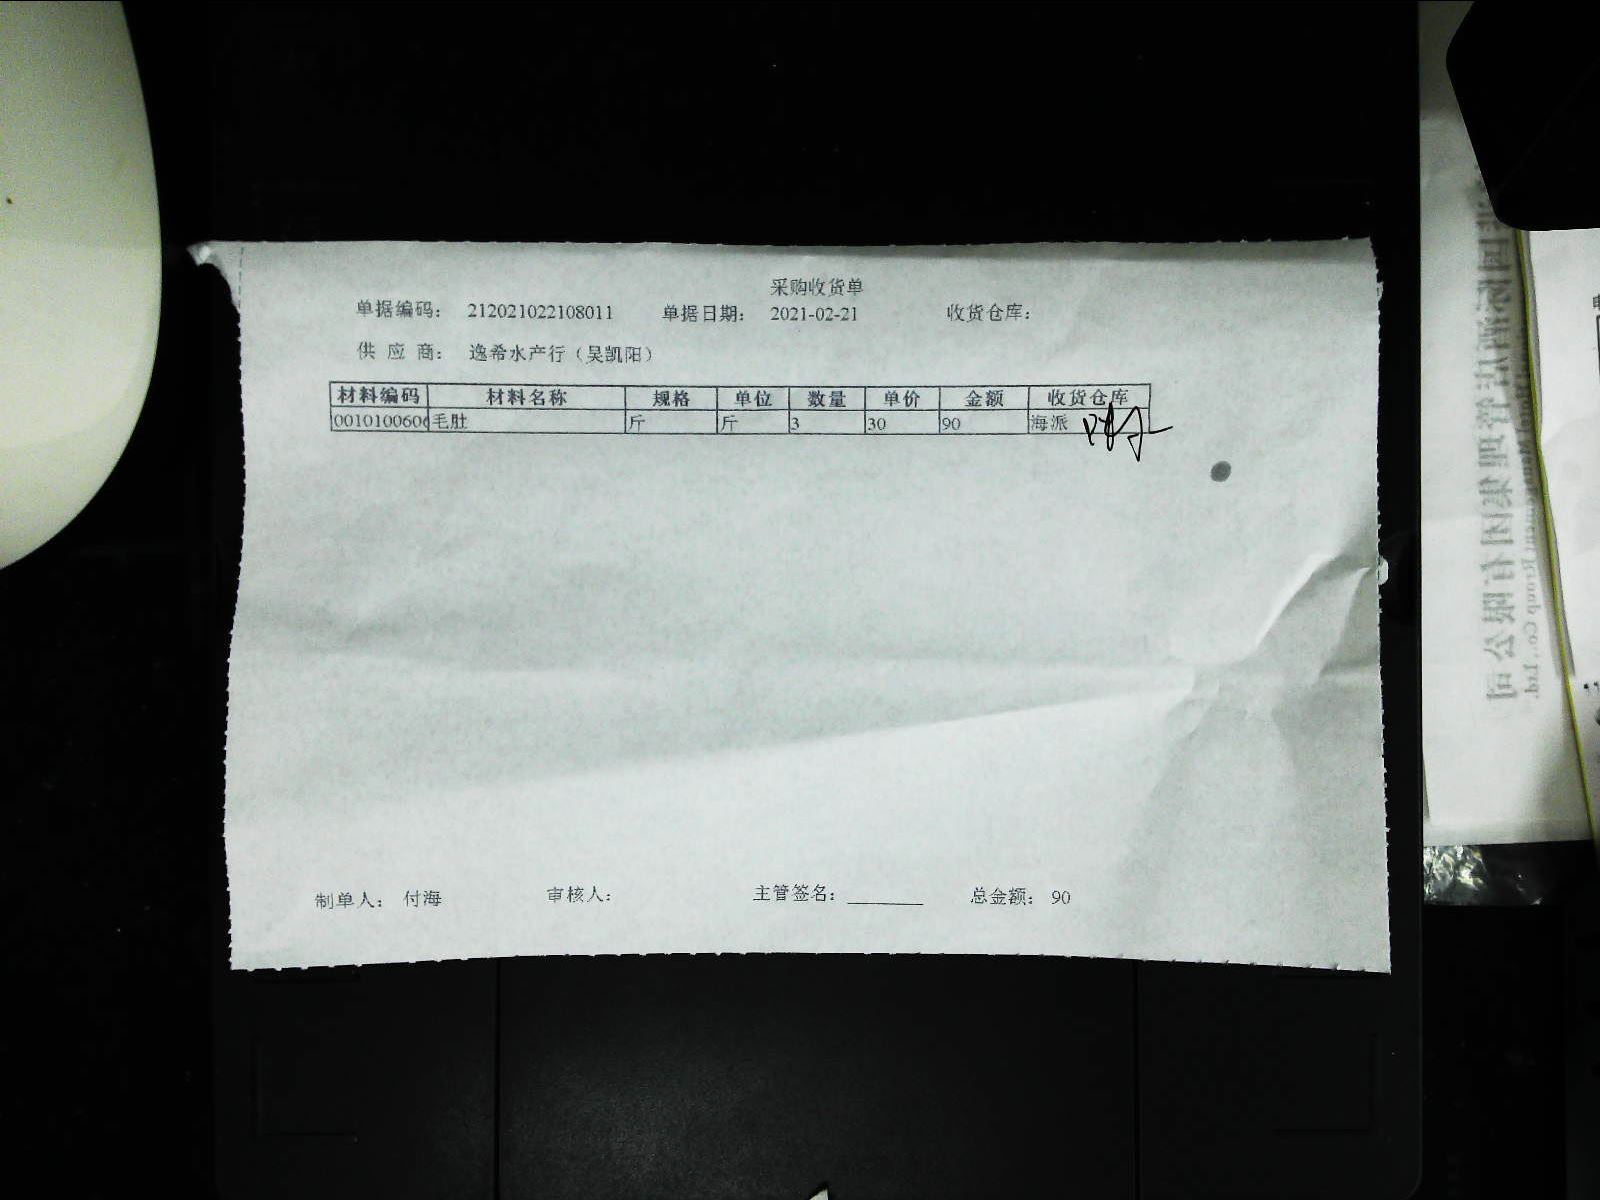 采购收货单
单据编码： 212021022108011 单据日期： 2021-02-21 收货仓库：
供 应 商： 逸希水产行（吴凯阳）
材料编码 材料名称 规格 单位 数量 单价 金额 收货仓库
001010060 毛肚 斤 斤 3 30 90 海派
制单人： 付海 审核人： 主管签名：________ 总金额： 90